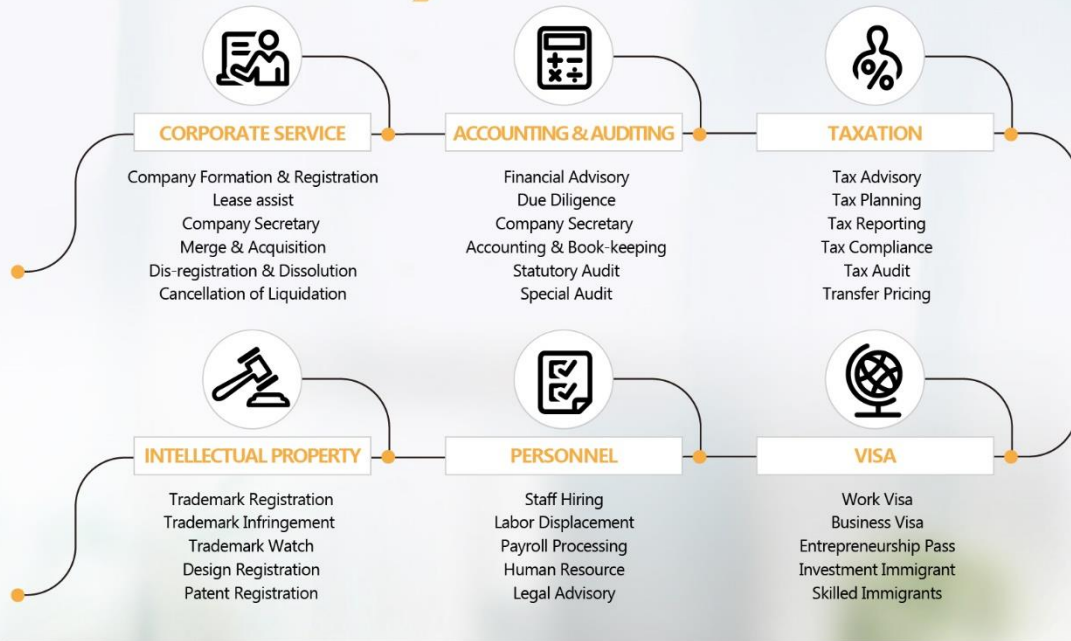 CORPORATE SERVICE
Company Formation & Registration
Lease assist
Company Secretary
Merge & Acquisition
Dis-registration & Dissolution
Cancellation of Liquidation
ACCOUNTING & AUDITING
Financial Advisory
Due Diligence
Company Secretary
Accounting & Book-keeping
Statutory Audit
Special Audit
TAXATION
Tax Advisory
Tax Planning
Tax Reporting
Tax Compliance
Tax Audit
Transfer Pricing
INTELLECTUAL PROPERTY
Trademark Registration
Trademark Infringement
Trademark Watch
Design Registration
Patent Registration
PERSONNEL
Staff Hiring
Labor Displacement
Payroll Processing
Human Resource
Legal Advisory
VISA
Work Visa
Business Visa
Entrepreneurship Pass
Investment Immigrant
Skilled Immigrants